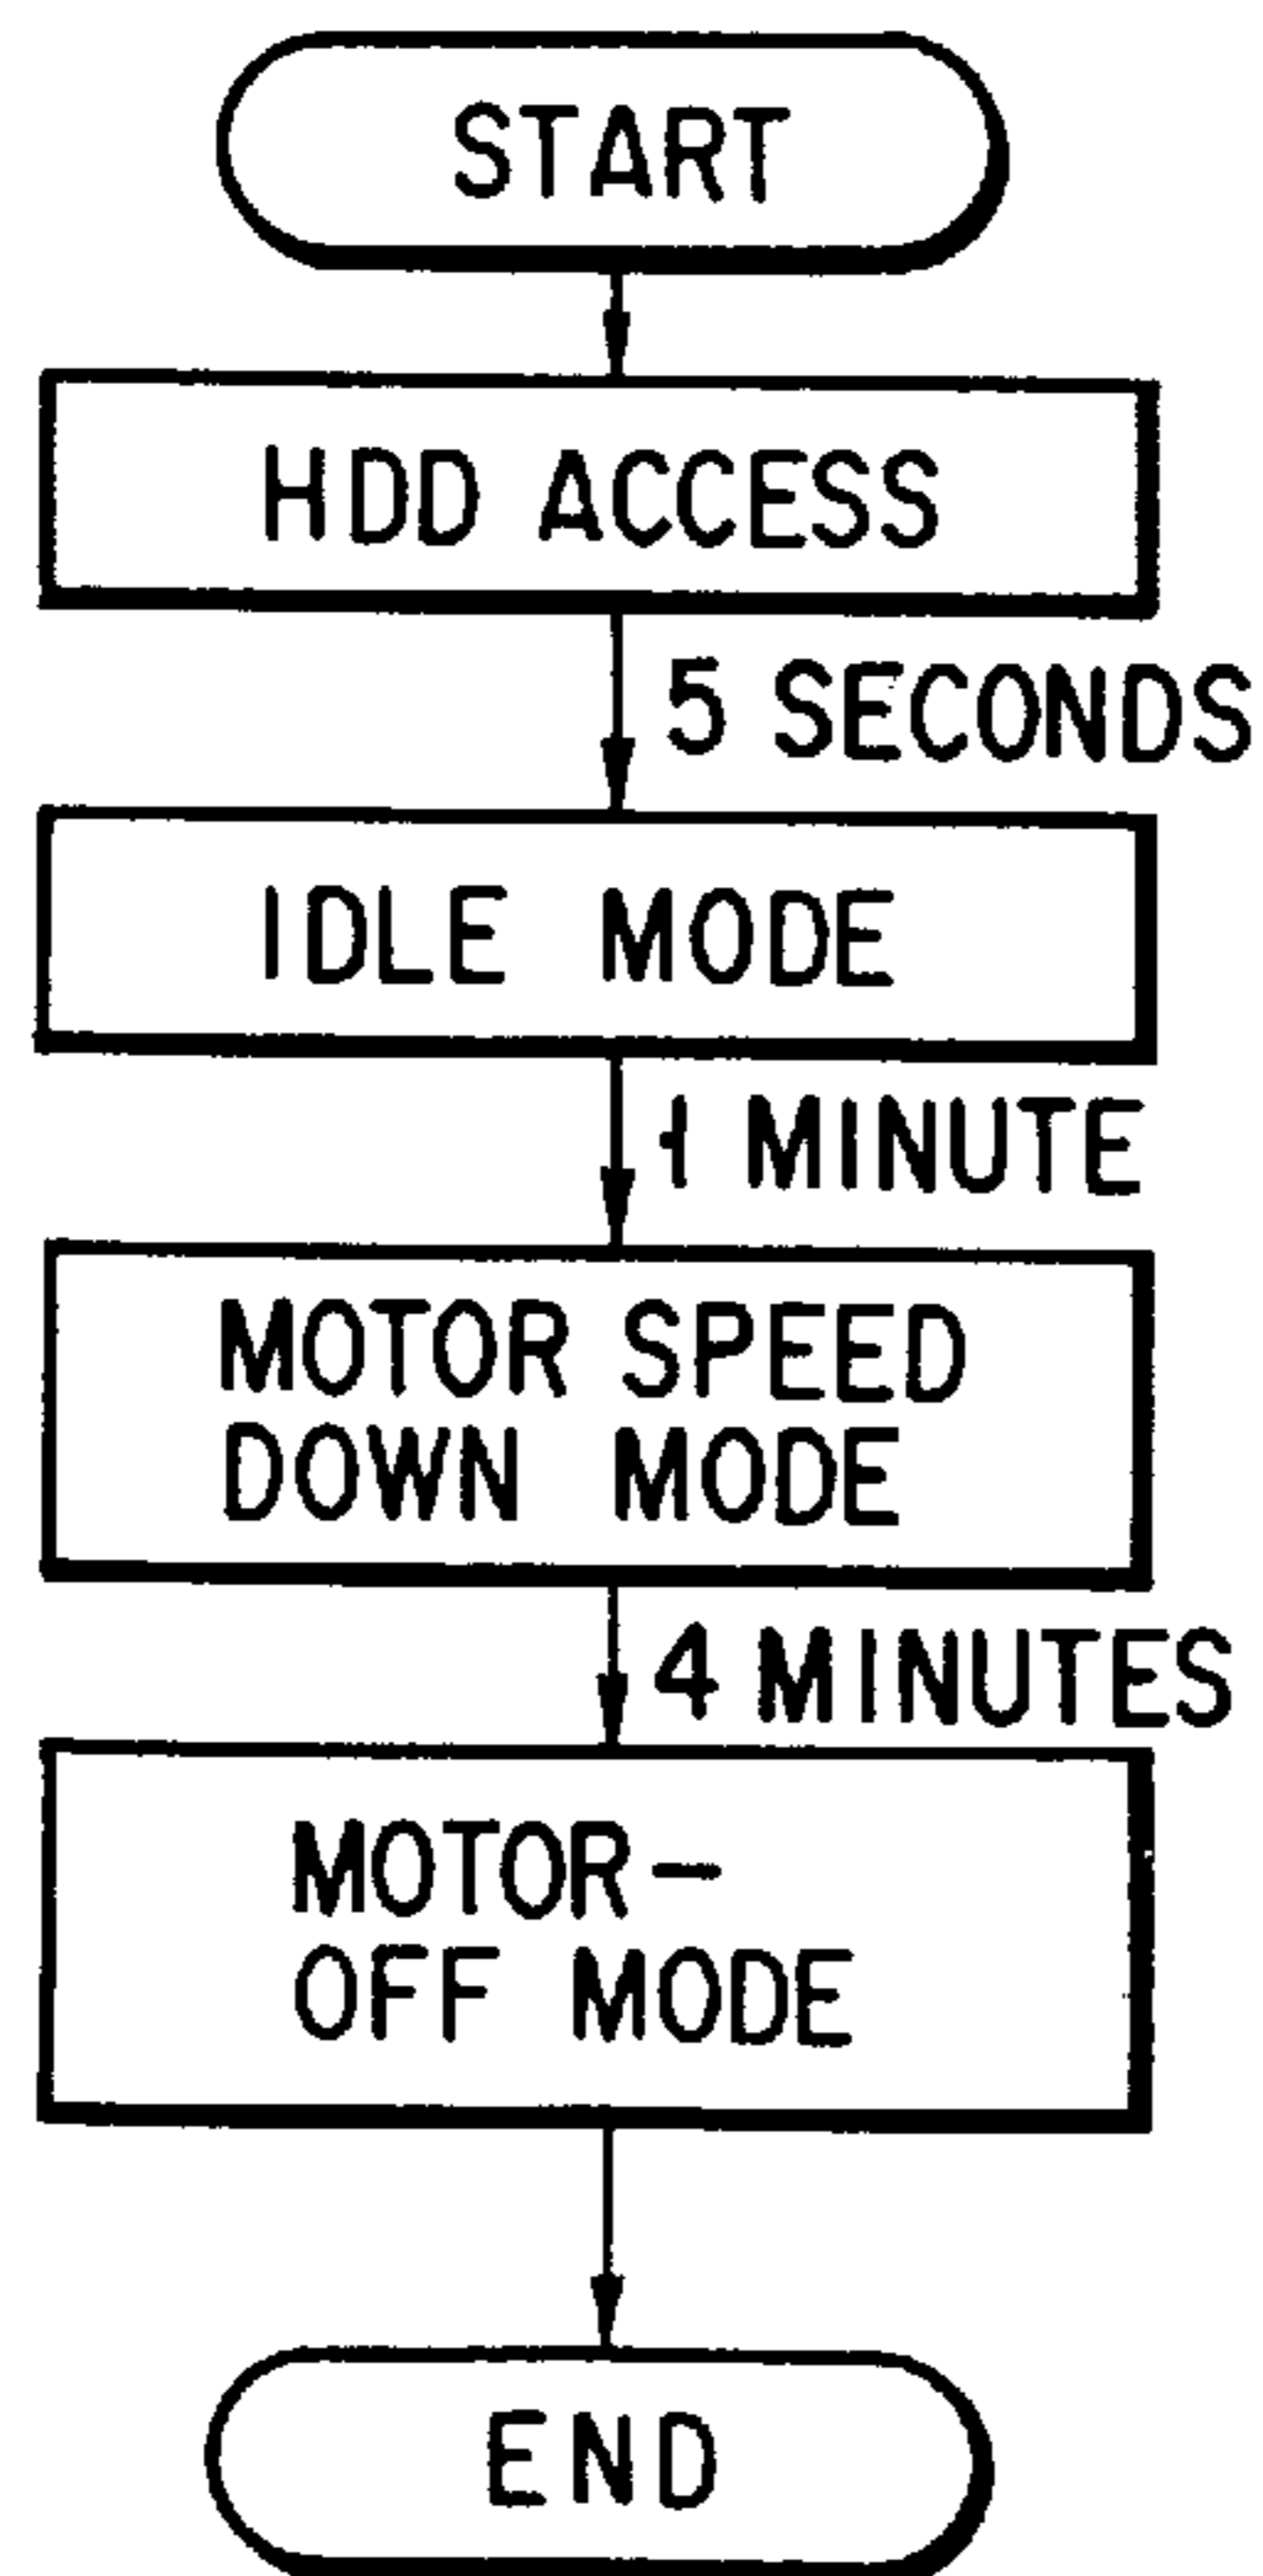 START
HDD ACCESS
5 SECONDS
IDLE MODE
1 MINUTE
MOTOR SPEED
DOWN MODE
4 MINUTES
MOTOR-
OFF MODE
END